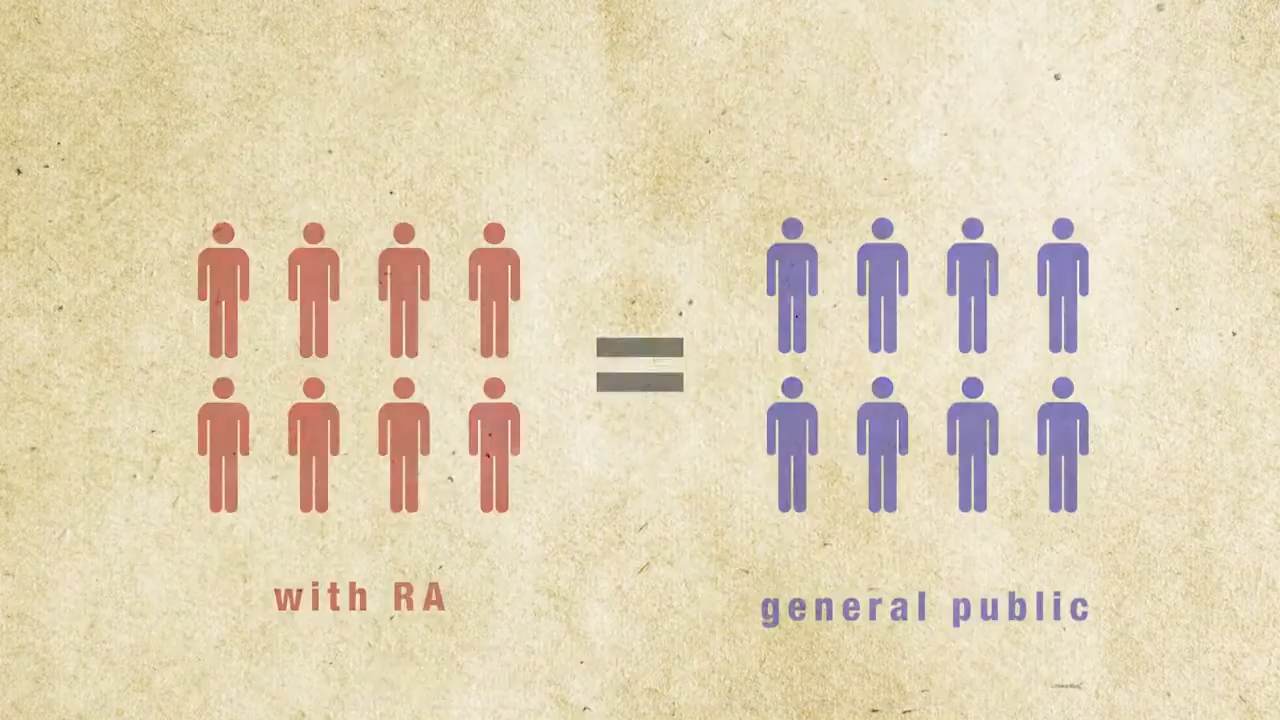 =
with RA
general public